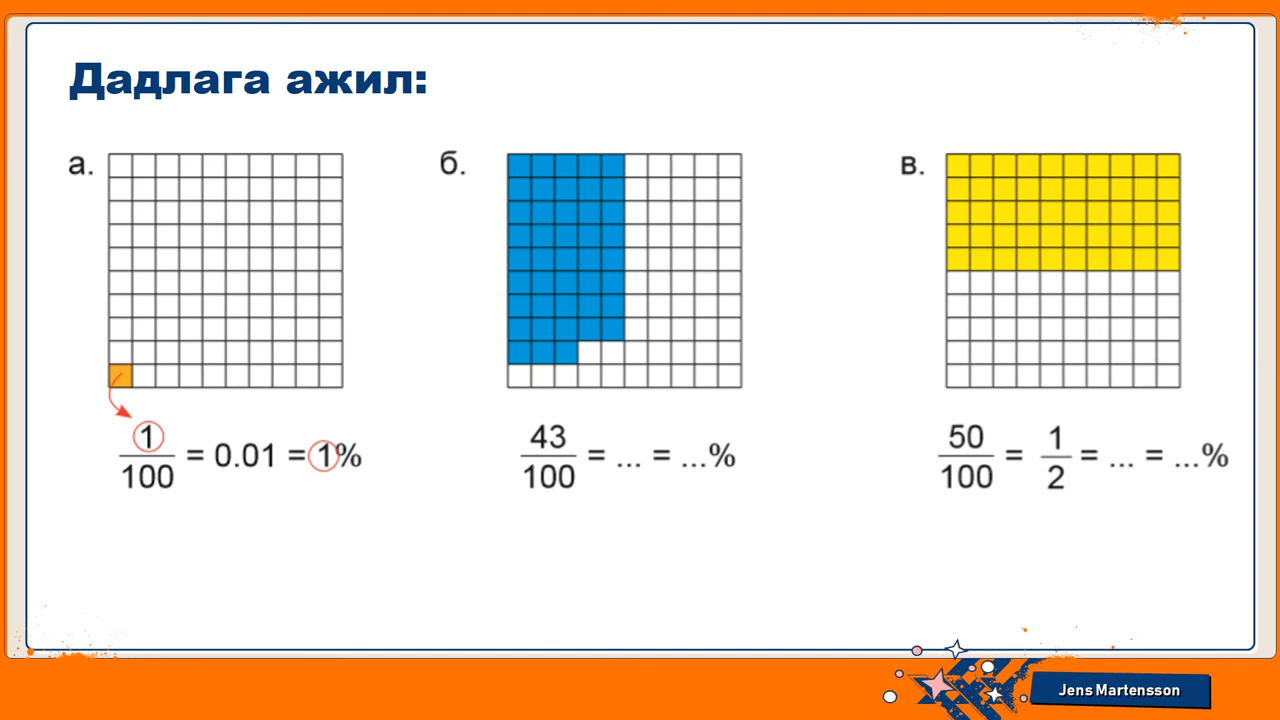 Дадлага ажил:
а. б. в.
1/100 = 0.01 = 1% 43/100 = ... = ...% 50/100 = 1/2 = ... = ...%
Jens Martensson